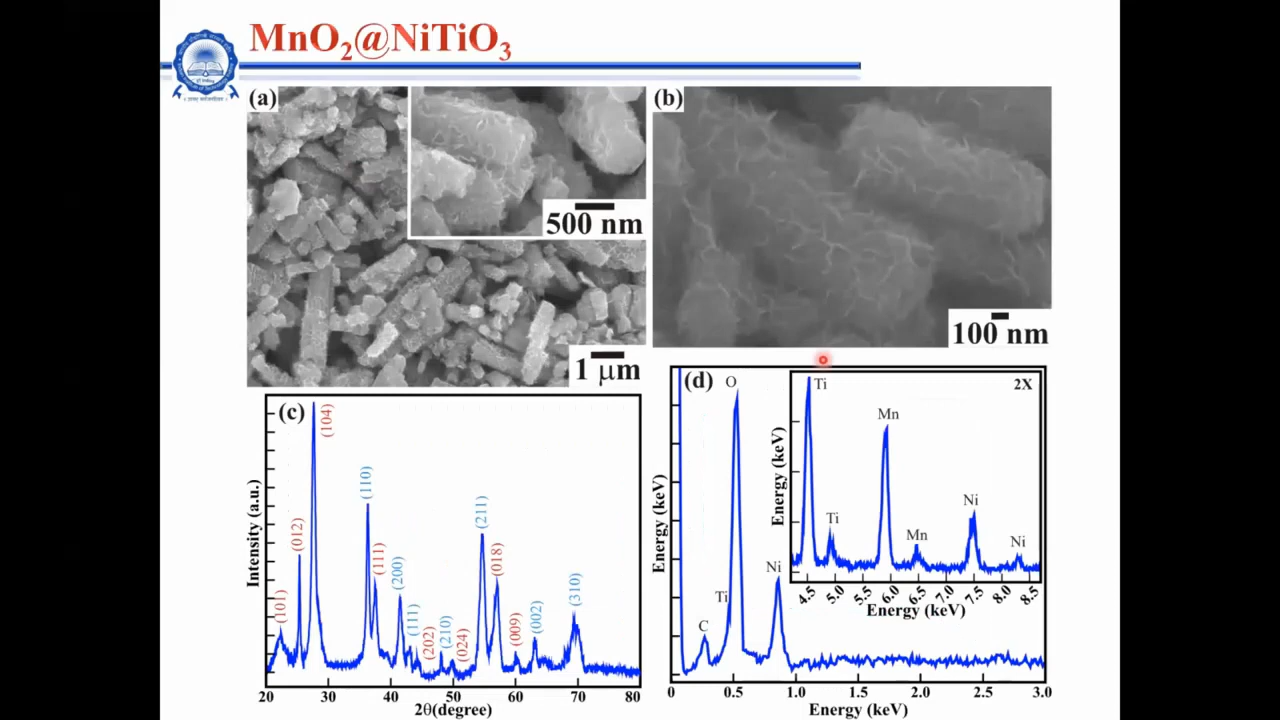 MnO₂@NiTiO₃
(a)
500 nm
1 μm
(b)
100 nm
(c)
Intensity (a.u.)
(101)
(012)
(104)
(110)
(111)
(200)
(111)
(202)
(210)
(024)
(211)
(018)
(009)
(002)
(310)
20 30 40 50 60 70 80
2θ(degree)
(d)
Energy (keV)
C
Ti
O
Ni
0 0.5 1.0 1.5 2.0 2.5 3.0
Energy (keV)
2X
Energy (keV)
Ti
Ti
Mn
Mn
Ni
Ni
4.5 5.0 5.5 6.0 6.5 7.0 7.5 8.0 8.5
Energy (keV)